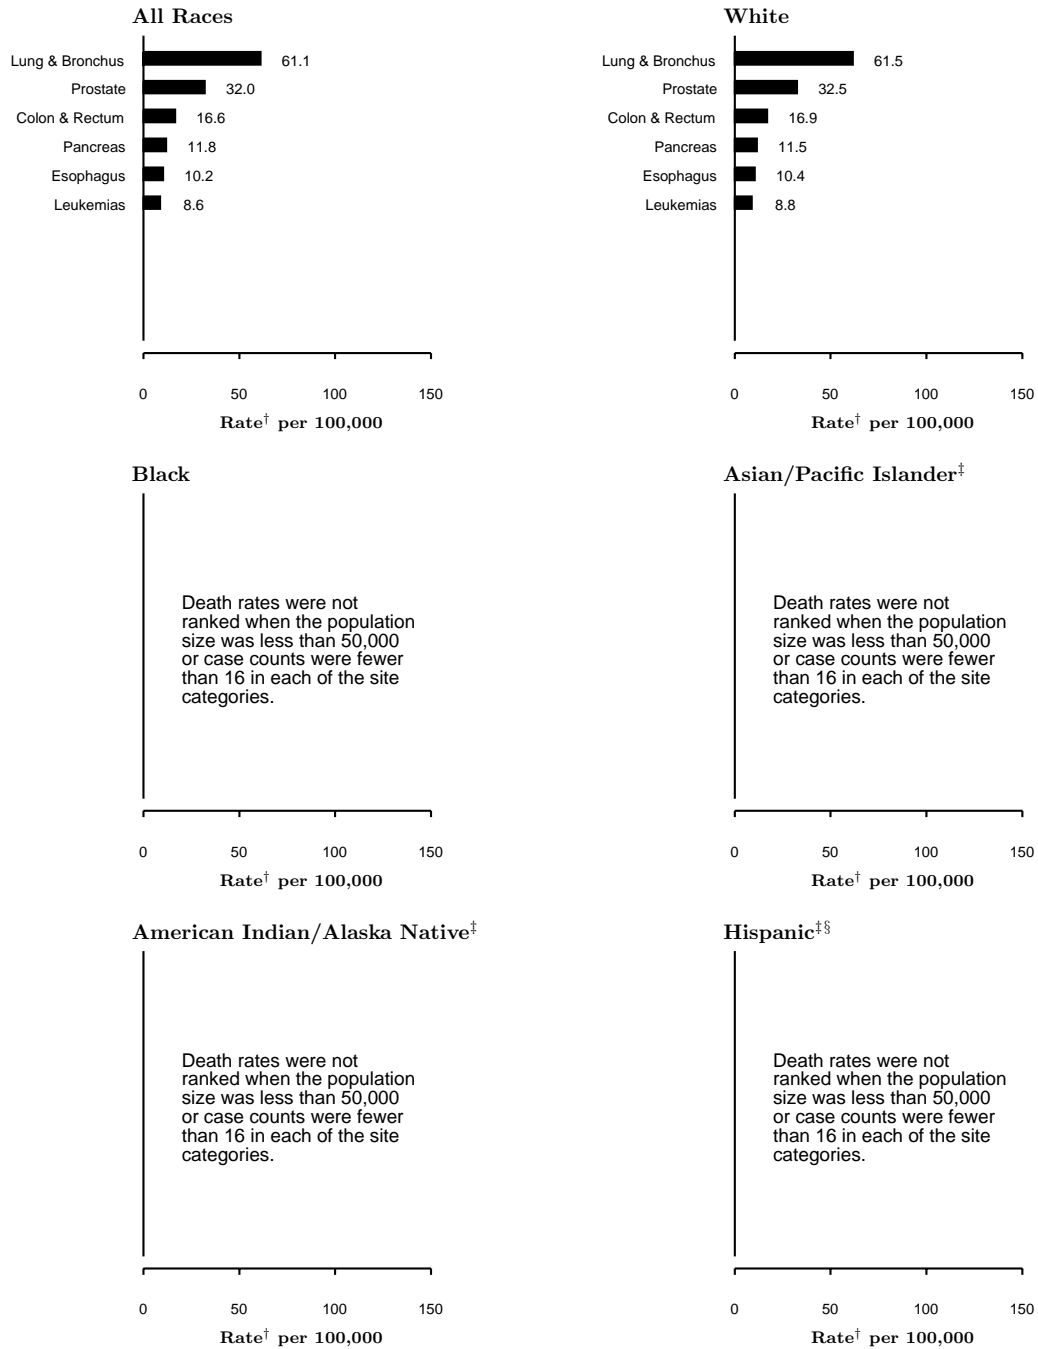 All Races
Lung & Bronchus 61.1
Prostate 32.0
Colon & Rectum 16.6
Pancreas 11.8
Esophagus 10.2
Leukemias 8.6
0 50 100 150
Rate† per 100,000
White
Lung & Bronchus 61.5
Prostate 32.5
Colon & Rectum 16.9
Pancreas 11.5
Esophagus 10.4
Leukemias 8.8
0 50 100 150
Rate† per 100,000
Black
Death rates were not
ranked when the population
size was less than 50,000
or case counts were fewer
than 16 in each of the site
categories.
0 50 100 150
Rate† per 100,000
Asian/Pacific Islander‡
Death rates were not
ranked when the population
size was less than 50,000
or case counts were fewer
than 16 in each of the site
categories.
0 50 100 150
Rate† per 100,000
American Indian/Alaska Native‡
Death rates were not
ranked when the population
size was less than 50,000
or case counts were fewer
than 16 in each of the site
categories.
0 50 100 150
Rate† per 100,000
Hispanic‡§
Death rates were not
ranked when the population
size was less than 50,000
or case counts were fewer
than 16 in each of the site
categories.
0 50 100 150
Rate† per 100,000